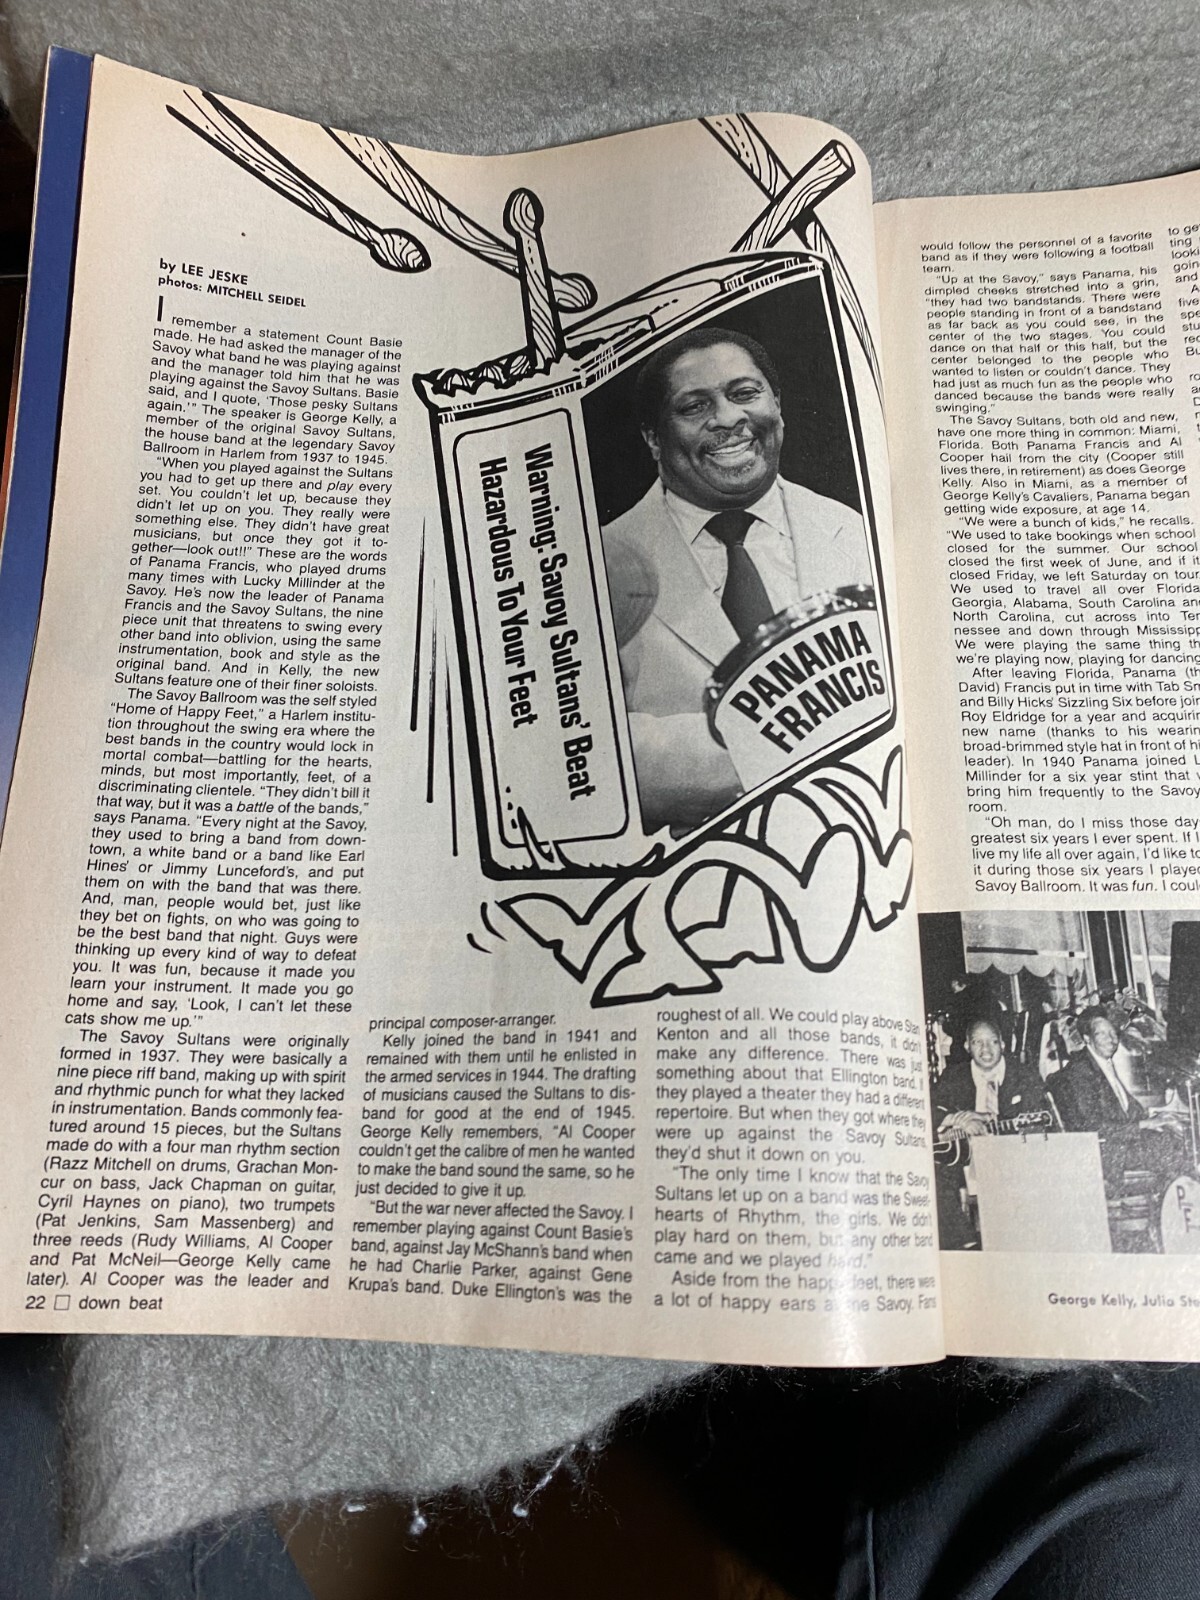 by LEE JESKE
photos: MITCHELL SEIDEL
I remember a statement Count Basie
made. He had asked the manager of the
Savoy what band he was playing against
and the manager told him that he was
playing against the Savoy Sultans. Basie
said, and I quote, ‘Those pesky Sultans
again.’” The speaker is George Kelly, a
member of the original Savoy Sultans,
the house band at the legendary Savoy
Ballroom in Harlem from 1937 to 1945.
“When you played against the Sultans
you had to get up there and play every
set. You couldn’t let up, because they
didn’t let up on you. They really were
something else. They didn’t have great
musicians, but once they got it to-
gether—look out!!” These are the words
of Panama Francis, who played drums
many times with Lucky Millinder at the
Savoy. He’s now the leader of Panama
Francis and the Savoy Sultans, the nine
piece unit that threatens to swing every
other band into oblivion, using the same
instrumentation, book and style as the
original band. And in Kelly, the new
Sultans feature one of their finer soloists.
The Savoy Ballroom was the self styled
“Home of Happy Feet,” a Harlem institu-
tion throughout the swing era where the
best bands in the country would lock in
mortal combat—battling for the hearts,
minds, but most importantly, feet, of a
discriminating clientele. “They didn’t bill it
that way, but it was a battle of the bands,”
says Panama. “Every night at the Savoy,
they used to bring a band from down-
town, a white band or a band like Earl
Hines’ or Jimmy Lunceford’s, and put
them on with the band that was there.
And, man, people would bet, just like
they bet on fights, on who was going to
be the best band that night. Guys were
thinking up every kind of way to defeat
you. It was fun, because it made you
learn your instrument. It made you go
home and say, ‘Look, I can’t let these
cats show me up.’”
The Savoy Sultans were originally
formed in 1937. They were basically a
nine piece riff band, making up with spirit
and rhythmic punch for what they lacked
in instrumentation. Bands commonly fea-
tured around 15 pieces, but the Sultans
made do with a four man rhythm section
(Razz Mitchell on drums, Grachan Mon-
cur on bass, Jack Chapman on guitar,
Cyril Haynes on piano), two trumpets
(Pat Jenkins, Sam Massenberg) and
three reeds (Rudy Williams, Al Cooper
and Pat McNeil—George Kelly came
later). Al Cooper was the leader and
22 □ down beat
Warning: Savoy Sultans’ Beat
Hazardous To Your Feet
PANAMA
FRANCIS
principal composer-arranger.
Kelly joined the band in 1941 and
remained with them until he enlisted in
the armed services in 1944. The drafting
of musicians caused the Sultans to dis-
band for good at the end of 1945.
George Kelly remembers, “Al Cooper
couldn’t get the calibre of men he wanted
to make the band sound the same, so he
just decided to give it up.
“But the war never affected the Savoy. I
remember playing against Count Basie’s
band, against Jay McShann’s band when
he had Charlie Parker, against Gene
Krupa’s band. Duke Ellington’s was the
roughest of all. We could play above Stan
Kenton and all those bands, it didn’t
make any difference. There was just
something about that Ellington band. If
they played a theater they had a different
repertoire. But when they got where they
were up against the Savoy Sultans,
they’d shut it down on you.
“The only time I know that the Savoy
Sultans let up on a band was the Sweet-
hearts of Rhythm, the girls. We didn’t
play hard on them, but any other band
came and we played hard.”
Aside from the happy feet, there were
a lot of happy ears at the Savoy. Fans
would follow the personnel of a favorite
band as if they were following a football
team.
“Up at the Savoy,” says Panama, his
dimpled cheeks stretched into a grin,
“they had two bandstands. There were
people standing in front of a bandstand
as far back as you could see, in the
center of the two stages. You could
dance on that half or this half, but the
center belonged to the people who
wanted to listen or couldn’t dance. They
had just as much fun as the people who
danced because the bands were really
swinging.”
The Savoy Sultans, both old and new,
have one more thing in common: Miami,
Florida. Both Panama Francis and Al
Cooper hail from the city (Cooper still
lives there, in retirement) as does George
Kelly. Also in Miami, as a member of
George Kelly’s Cavaliers, Panama began
getting wide exposure, at age 14.
“We were a bunch of kids,” he recalls.
“We used to take bookings when school
closed for the summer. Our school
closed the first week of June, and if it
closed Friday, we left Saturday on tour.
We used to travel all over Florida,
Georgia, Alabama, South Carolina and
North Carolina, cut across into Ten-
nessee and down through Mississipp
We were playing the same thing th
we’re playing now, playing for dancing
After leaving Florida, Panama (th
David) Francis put in time with Tab Sm
and Billy Hicks’ Sizzling Six before join
Roy Eldridge for a year and acquirin
new name (thanks to his wearin
broad-brimmed style hat in front of hi
leader). In 1940 Panama joined L
Millinder for a six year stint that
bring him frequently to the Savoy
room.
“Oh man, do I miss those day
greatest six years I ever spent. If I
live my life all over again, I’d like to
it during those six years I played
Savoy Ballroom. It was fun. I coul
to ge
ting
looki
goin
and
five
spe
stu
rec
George Kelly, Julia Ste